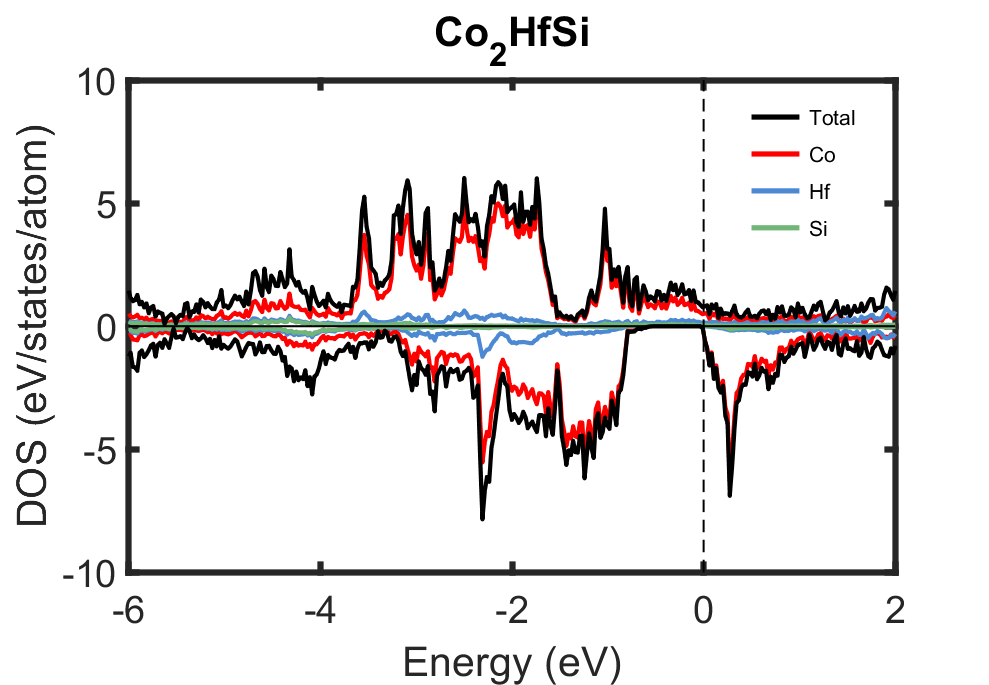 Co2HfSi
10
5
0
-5
-10
DOS (eV/states/atom)
Total
Co
Hf
Si
-6 -4 -2 0 2
Energy (eV)